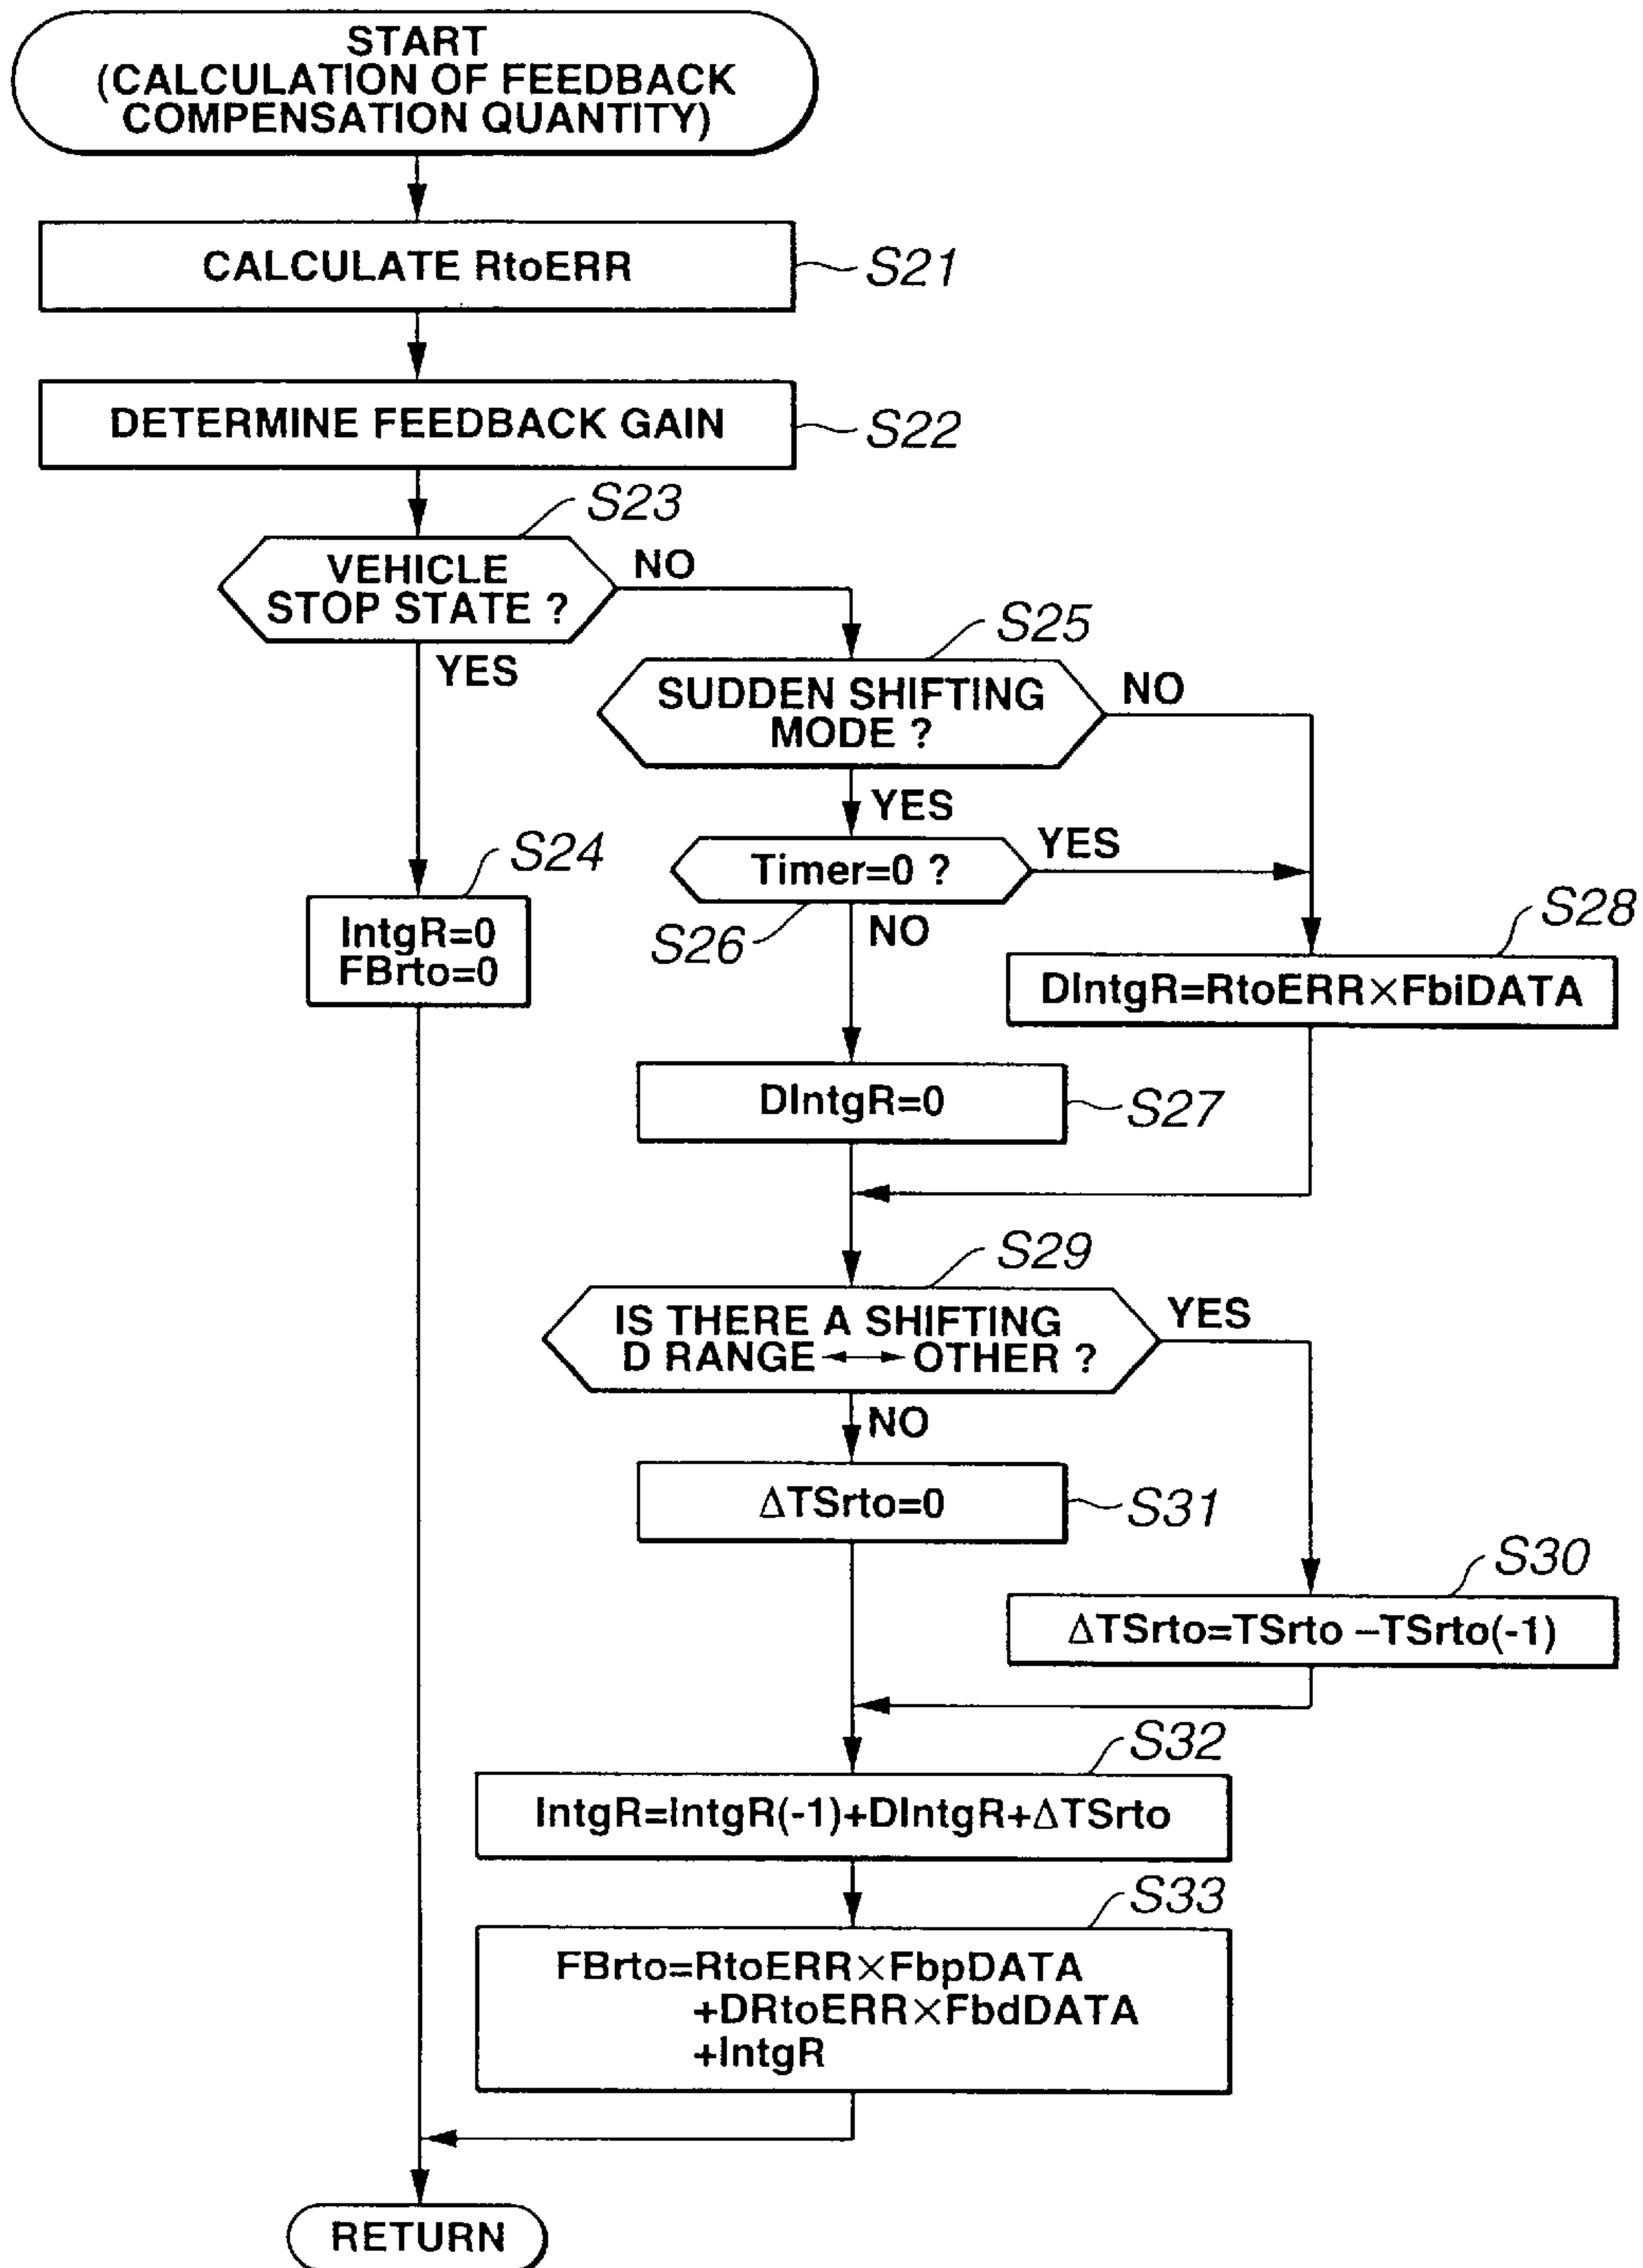 START
(CALCULATION OF FEEDBACK
COMPENSATION QUANTITY)
CALCULATE RtoERR
S21
DETERMINE FEEDBACK GAIN
S22
S23
VEHICLE
STOP STATE ?
NO
YES
S25
SUDDEN SHIFTING
MODE ?
NO
YES
S24
IntgR=0
FBrto=0
Timer=0 ?
YES
S26
NO
S28
DIntgR=RtoERR×FbiDATA
DIntgR=0
S27
S29
IS THERE A SHIFTING
D RANGE ↔ OTHER ?
YES
NO
ΔTSrto=0
S31
S30
ΔTSrto=TSrto –TSrto(-1)
S32
IntgR=IntgR(-1)+DIntgR+ΔTSrto
S33
FBrto=RtoERR×FbpDATA
+DRtoERR×FbdDATA
+IntgR
RETURN